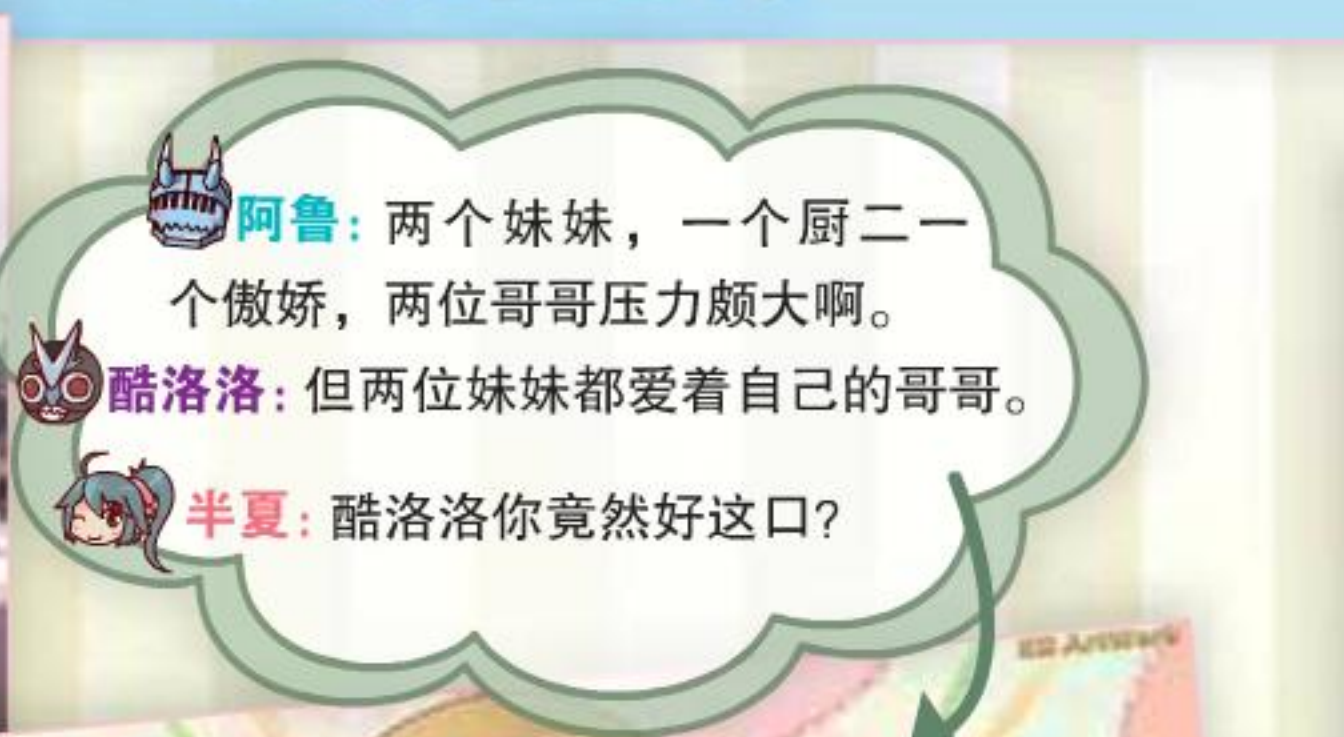 阿鲁：两个妹妹，一个厨二一
个傲娇，两位哥哥压力颇大啊。
酷洛洛：但两位妹妹都爱着自己的哥哥。
半夏：酷洛洛你竟然好这口？